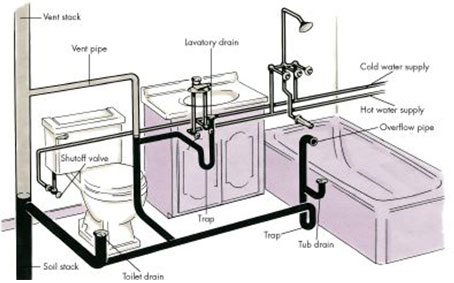 Vent stack
Vent pipe
Lavatory drain
Cold water supply
Hot water supply
Overflow pipe
Shutoff valve
Trap
Trap
Tub drain
Soil stack
Toilet drain